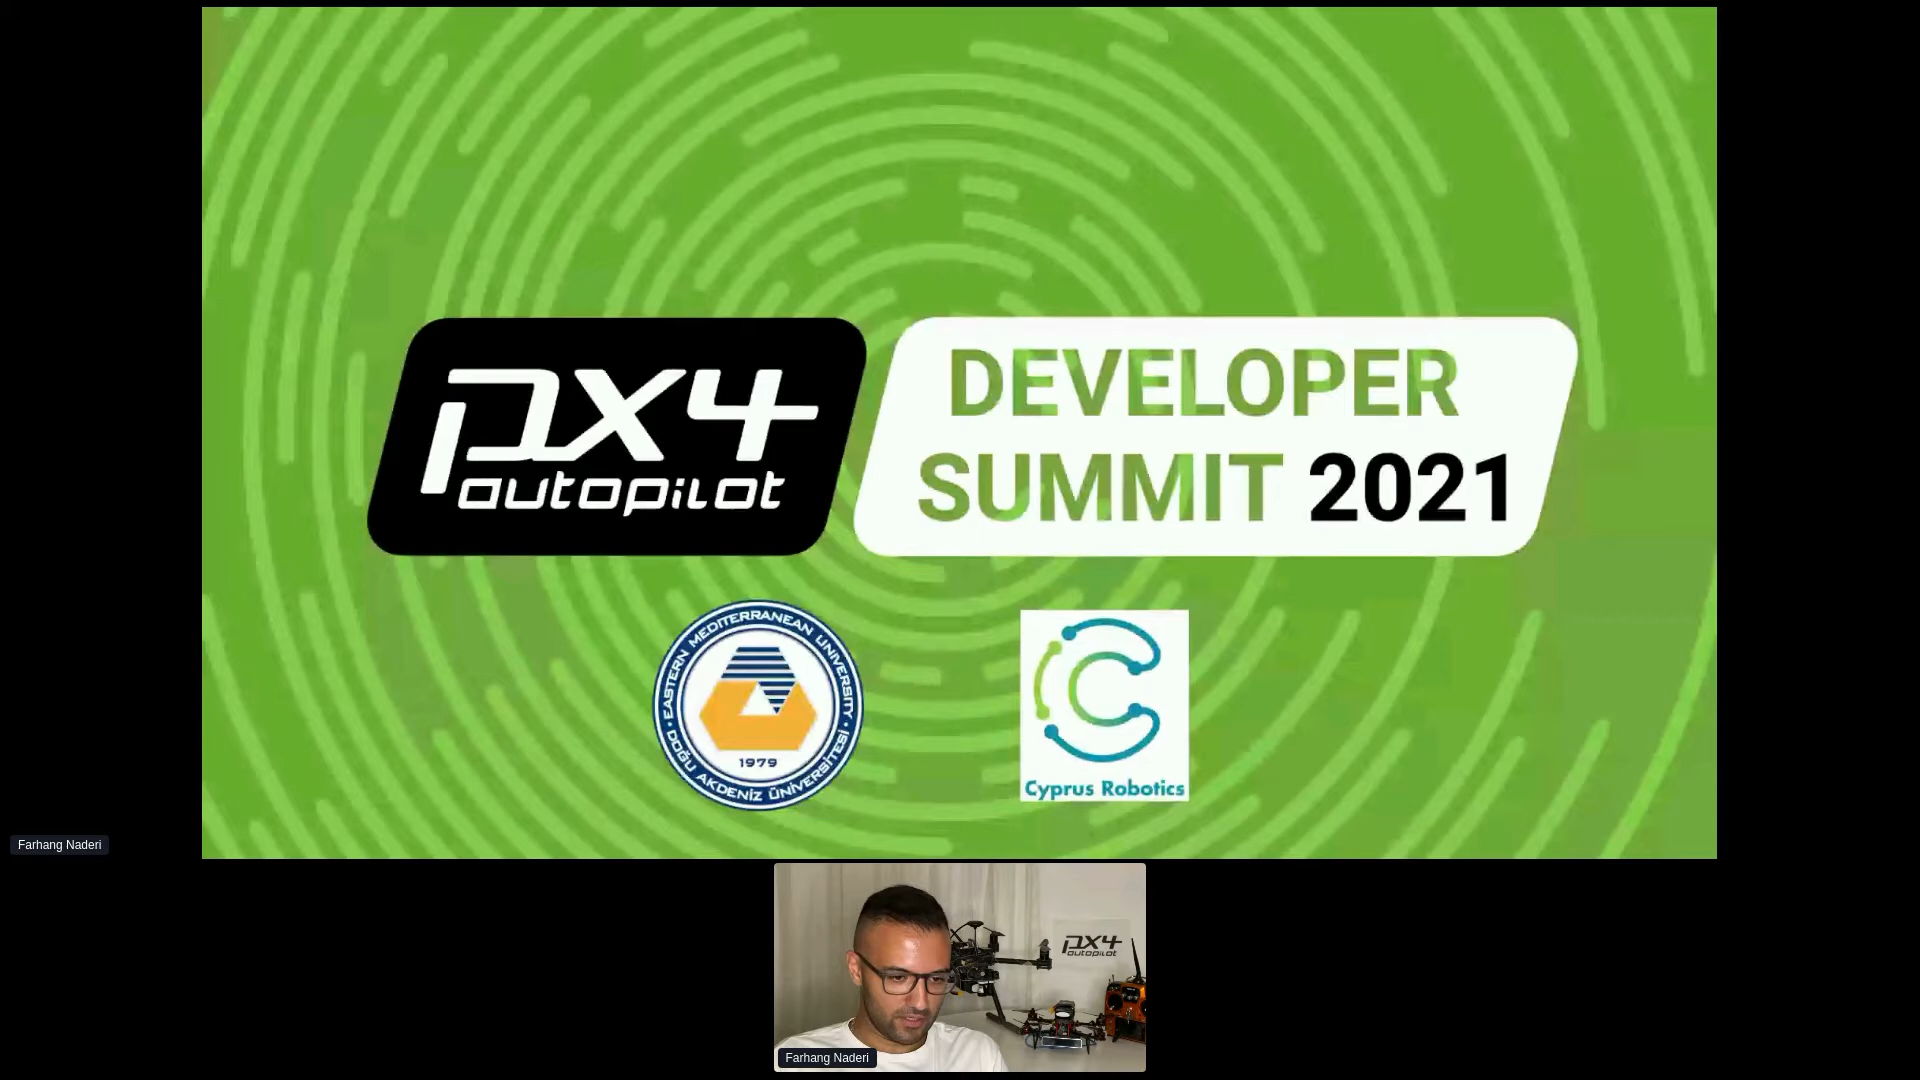 px4
autopilot
DEVELOPER
SUMMIT 2021
EASTERN MEDITERRANEAN UNIVERSITY
1979
DOĞU AKDENİZ ÜNİVERSİTESİ
Cyprus Robotics
Farhang Naderi
px4
autopilot
Farhang Naderi